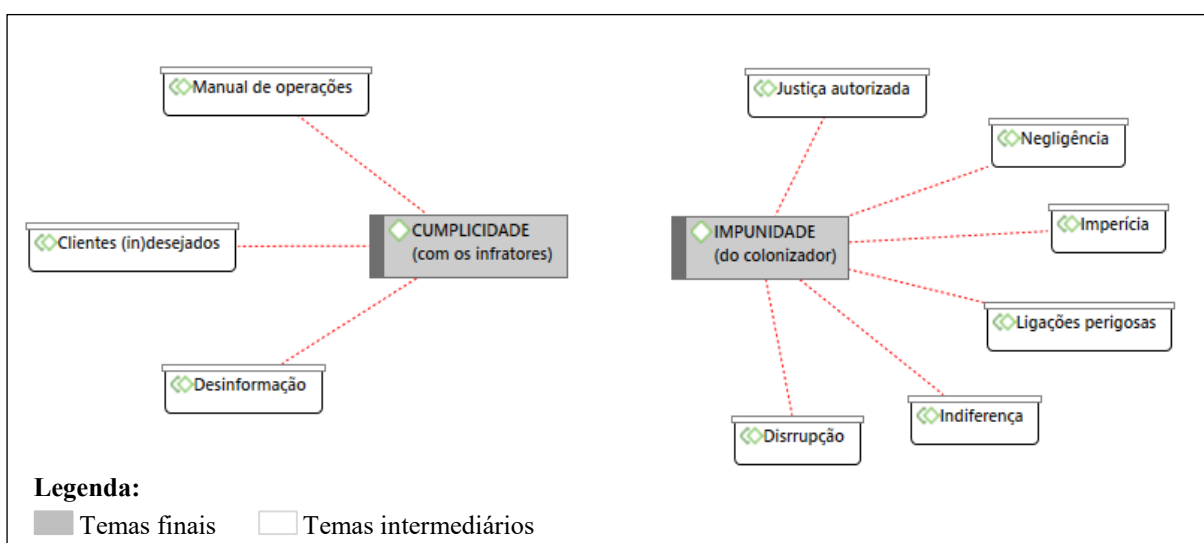 Manual de operações
Clientes (in)desejados
CUMPLICIDADE
(com os infratores)
Desinformação
Justiça autorizada
Negligência
Imperícia
IMPUNIDADE
(do colonizador)
Ligações perigosas
Indiferença
Disrrupção
Legenda:
Temas finais
Temas intermediários